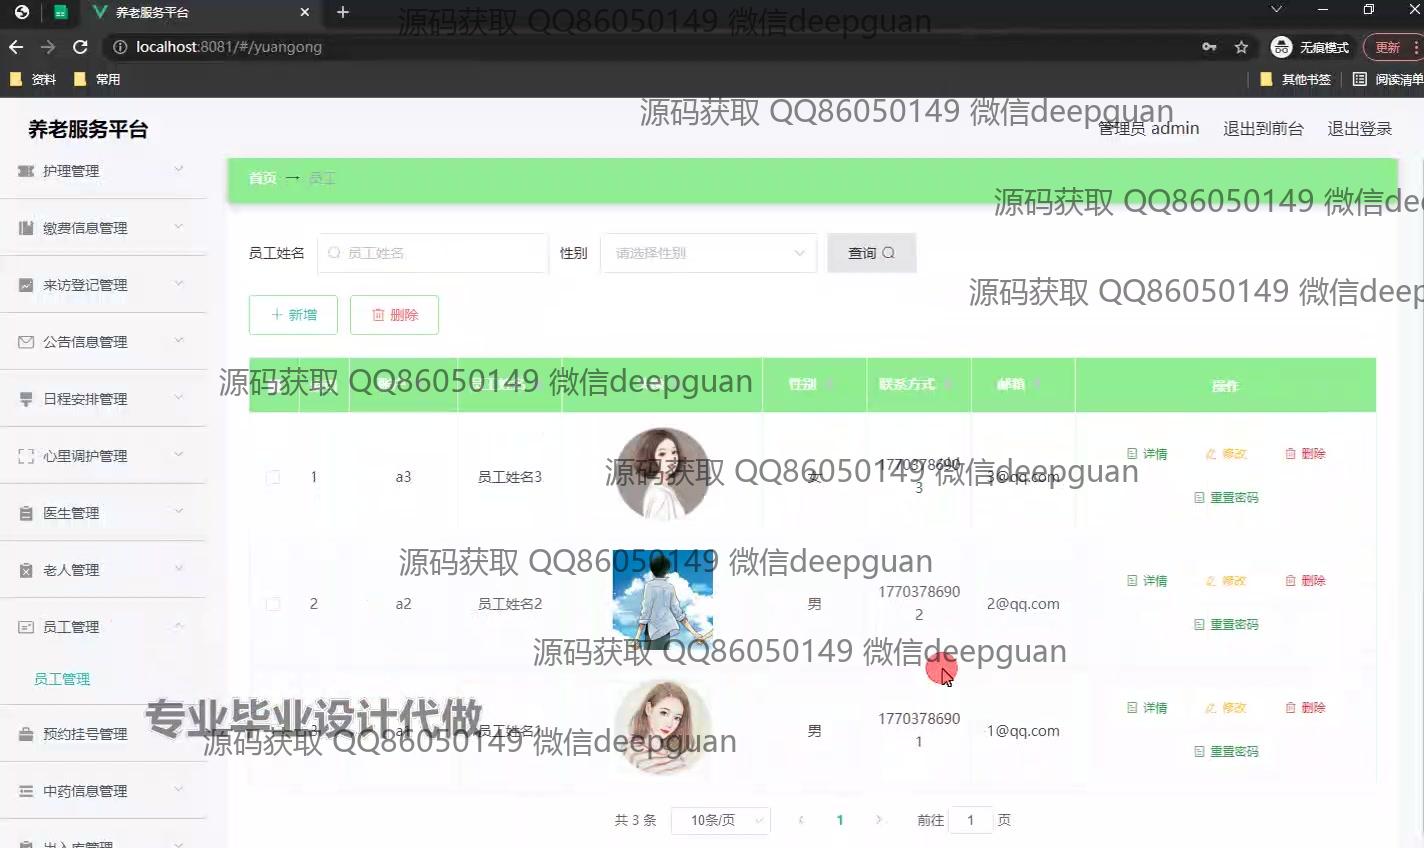 养老服务平台
源码获取 QQ86050149 微信deepguan
localhost:8081/#/yuangong
无痕模式
更新
资料
常用
其他书签
阅读清单
养老服务平台
源码获取 QQ86050149 微信deepguan
管理员 admin
退出到前台
退出登录
护理管理
缴费信息管理
来访登记管理
公告信息管理
日程安排管理
心里调护管理
医生管理
老人管理
员工管理
员工管理
预约挂号管理
中药信息管理
出入库管理
首页 → 员工
源码获取 QQ86050149 微信dee
员工姓名 员工姓名 性别 请选择性别 查询
源码获取 QQ86050149 微信deep
新增 删除
源码获取 QQ86050149 微信deepguan
性别 联系方式 邮箱 操作
1 a3 员工姓名3 女 17703786903 3@qq.com
详情 修改 删除
重置密码
源码获取 QQ86050149 微信deepguan
源码获取 QQ86050149 微信deepguan
2 a2 员工姓名2 男 17703786902 2@qq.com
详情 修改 删除
重置密码
源码获取 QQ86050149 微信deepguan
专业毕业设计代做
3 a1 员工姓名1 男 17703786901 1@qq.com
详情 修改 删除
重置密码
源码获取 QQ86050149 微信deepguan
共 3 条 10条/页 1 前往 1 页